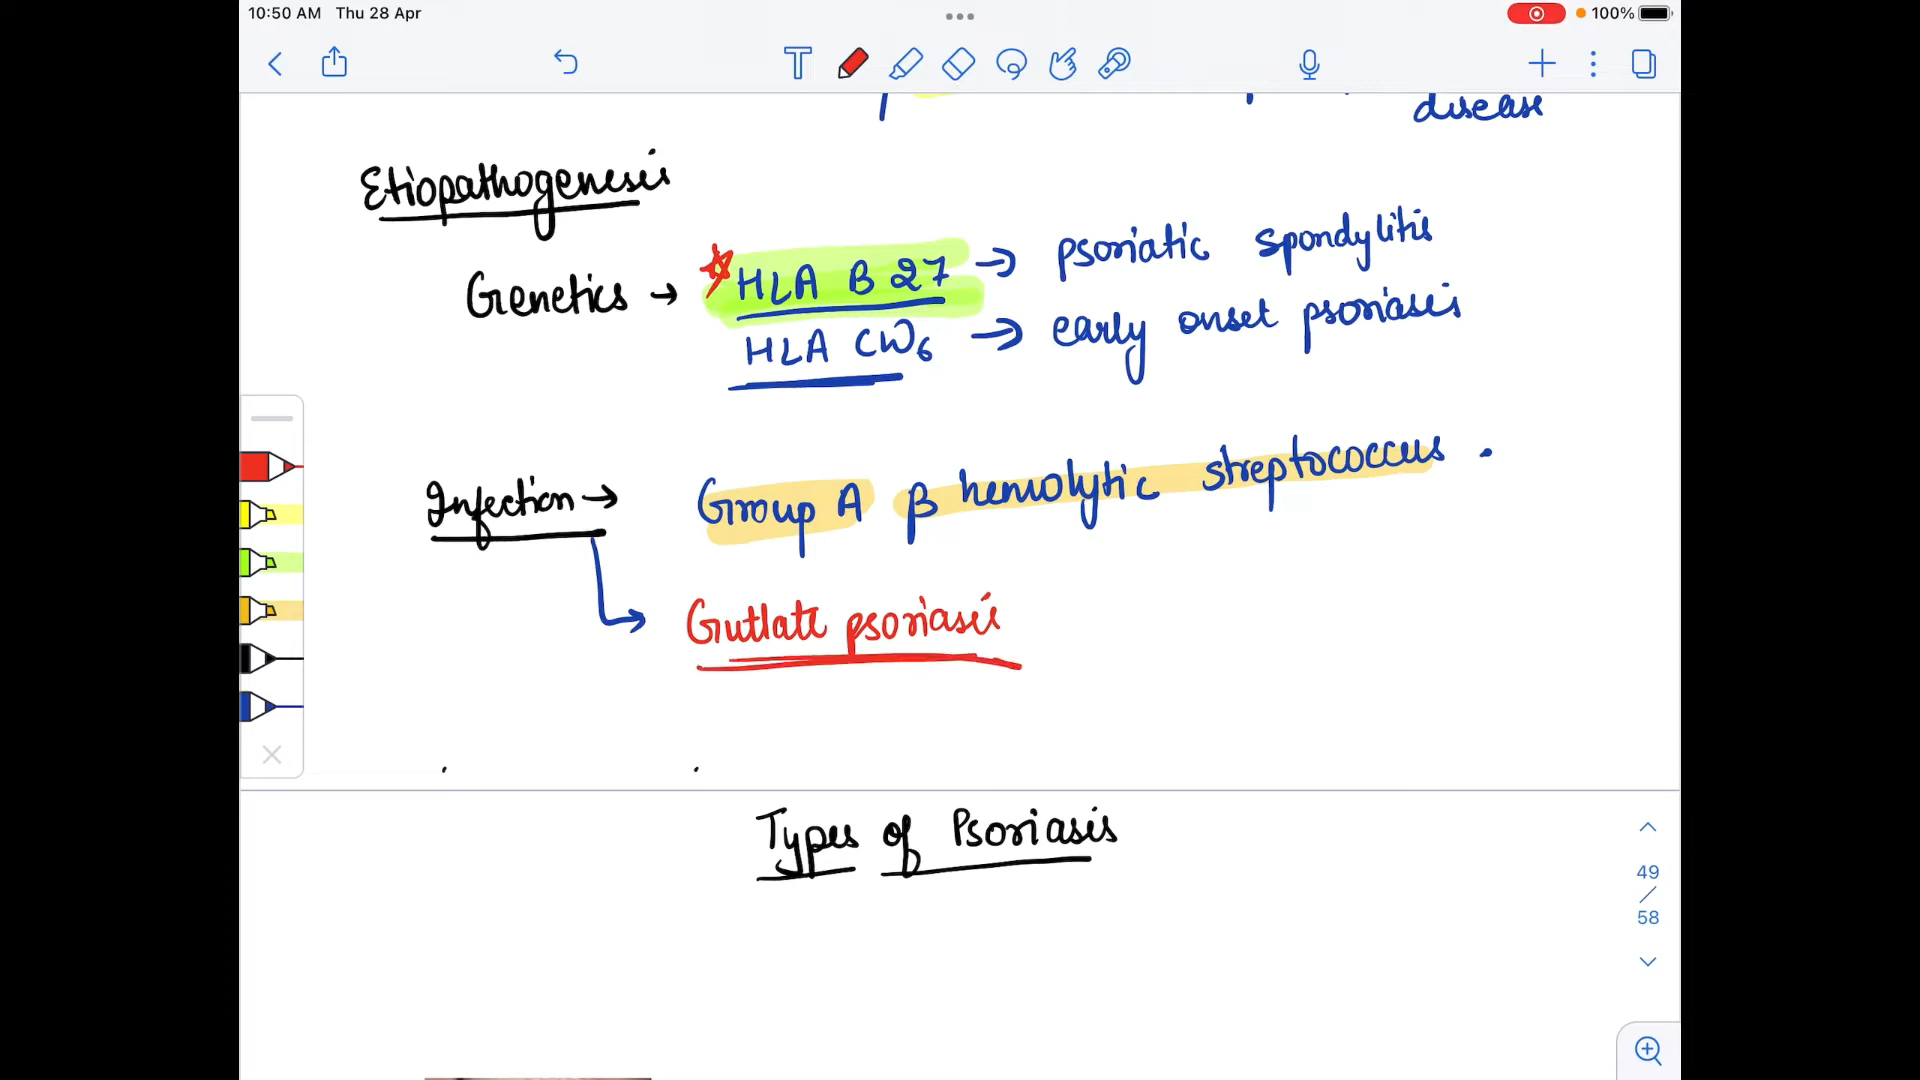 10:50 AM Thu 28 Apr
100%
disease
Etiopathogenesis
Genetics → HLA B 27 → psoriatic spondylitis
HLA CW6 → early onset psoriasis
Infection → Group A β hemolytic streptococcus .
Guttate psoriasis
Types of Psoriasis
49
/
58